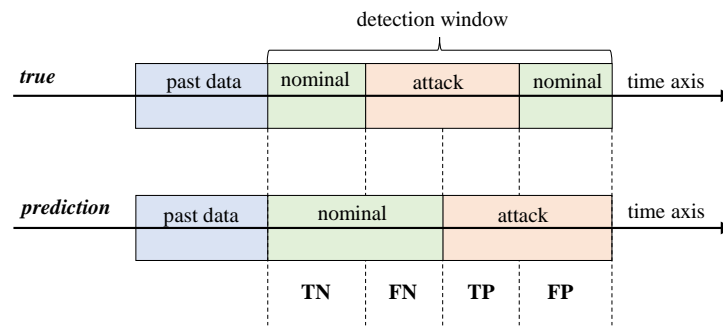 detection window
true
past data nominal attack nominal time axis
prediction
past data nominal attack time axis
TN FN TP FP